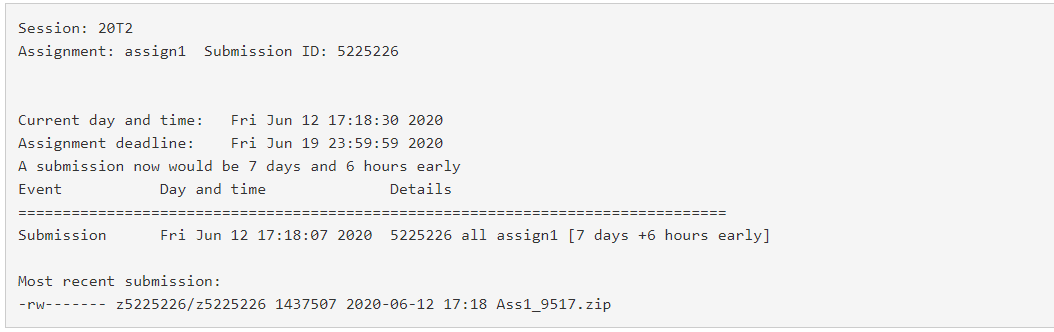 Session: 20T2
Assignment: assign1  Submission ID: 5225226
Current day and time:   Fri Jun 12 17:18:30 2020
Assignment deadline:    Fri Jun 19 23:59:59 2020
A submission now would be 7 days and 6 hours early
Event           Day and time              Details
================================================================================
Submission      Fri Jun 12 17:18:07 2020  5225226 all assign1 [7 days +6 hours early]
Most recent submission:
-rw------- z5225226/z5225226 1437507 2020-06-12 17:18 Ass1_9517.zip